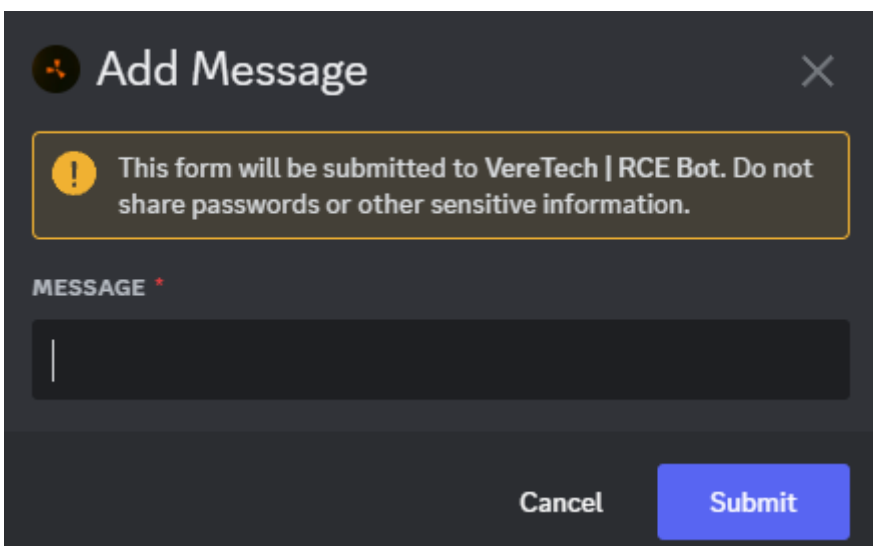 Add Message
This form will be submitted to VereTech | RCE Bot. Do not
share passwords or other sensitive information.
MESSAGE *
Cancel
Submit